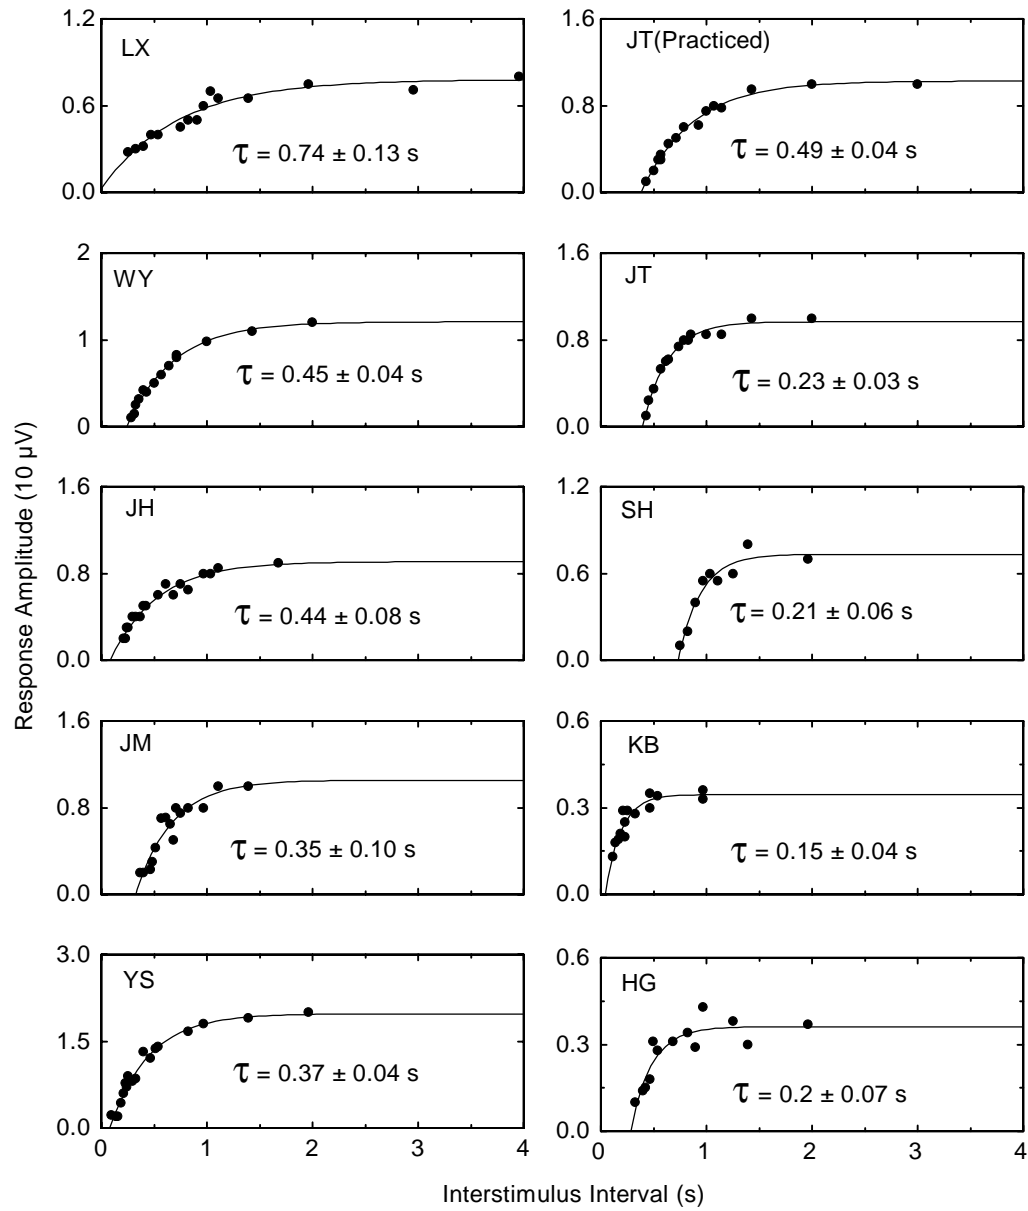 1.2
0.6
0.0
LX
τ = 0.74 ± 0.13 s
1.6
0.8
0.0
JT(Practiced)
τ = 0.49 ± 0.04 s
2
1
0
WY
τ = 0.45 ± 0.04 s
1.6
0.8
0.0
JT
τ = 0.23 ± 0.03 s
1.6
0.8
0.0
JH
τ = 0.44 ± 0.08 s
1.2
0.6
0.0
SH
τ = 0.21 ± 0.06 s
1.6
0.8
0.0
JM
τ = 0.35 ± 0.10 s
0.6
0.3
0.0
KB
τ = 0.15 ± 0.04 s
3.0
1.5
0.0
YS
τ = 0.37 ± 0.04 s
0 1 2 3 4
0.6
0.3
0.0
HG
τ = 0.2 ± 0.07 s
0 1 2 3 4
Response Amplitude (10 µV)
Interstimulus Interval (s)